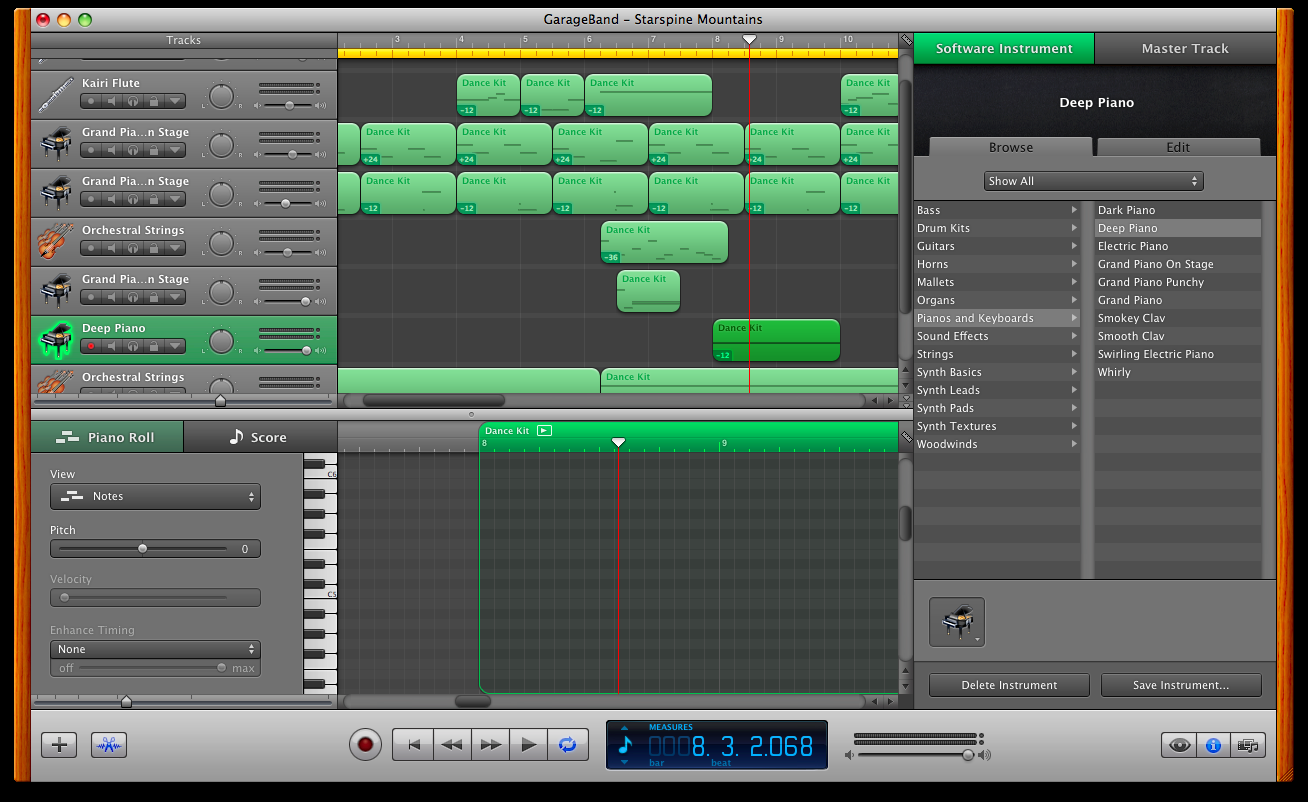 GarageBand – Starspine Mountains
Tracks
3 4 5 6 7 8 9 10
Software Instrument
Master Track
Deep Piano
Browse
Edit
Show All
Kairi Flute
L R
Dance Kit Dance Kit Dance Kit Dance Kit
-12 -12 -12 -12
Grand Pia...n Stage
L R
Dance Kit Dance Kit Dance Kit Dance Kit Dance Kit Dance Kit
+24 +24 +24 +24 +24 +24
Grand Pia...n Stage
L R
Dance Kit Dance Kit Dance Kit Dance Kit Dance Kit Dance Kit
-12 -12 -12 -12 -12 -12
Orchestral Strings
L R
Dance Kit
-36
Grand Pia...n Stage
L R
Dance Kit
Deep Piano
L R
Dance Kit
-12
Orchestral Strings
Dance Kit
Bass
Drum Kits
Guitars
Horns
Mallets
Organs
Pianos and Keyboards
Sound Effects
Strings
Synth Basics
Synth Leads
Synth Pads
Synth Textures
Woodwinds
Dark Piano
Deep Piano
Electric Piano
Grand Piano On Stage
Grand Piano Punchy
Grand Piano
Smokey Clav
Smooth Clav
Swirling Electric Piano
Whirly
Piano Roll
Score
Dance Kit
8 9
View
Notes
Pitch
0
Velocity
Enhance Timing
None
off max
C6
C5
Delete Instrument
Save Instrument...
MEASURES
0008. 3. 2.068
bar beat